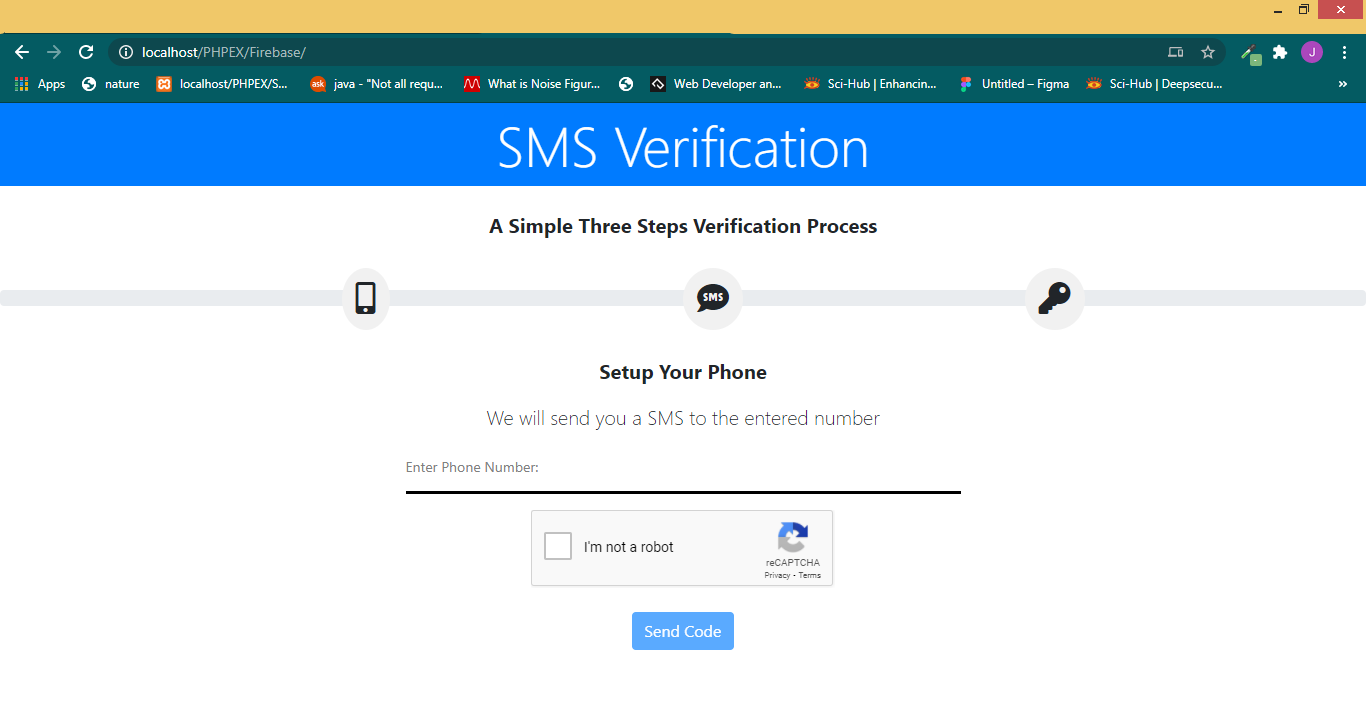 localhost/PHPEX/Firebase/
J
Apps
nature
localhost/PHPEX/S...
ask
java - "Not all requ...
What is Noise Figur...
Web Developer an...
Sci-Hub | Enhancin...
Untitled – Figma
Sci-Hub | Deepsecu...
»
SMS Verification
A Simple Three Steps Verification Process
SMS
Setup Your Phone
We will send you a SMS to the entered number
Enter Phone Number:
I'm not a robot
reCAPTCHA
Privacy - Terms
Send Code